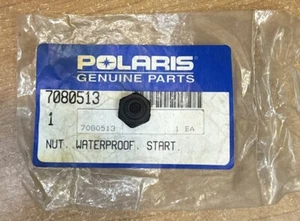 POLARIS
GENUINE PARTS
7080513
1
7080513 1 EA
NUT. WATERPROOF. START.